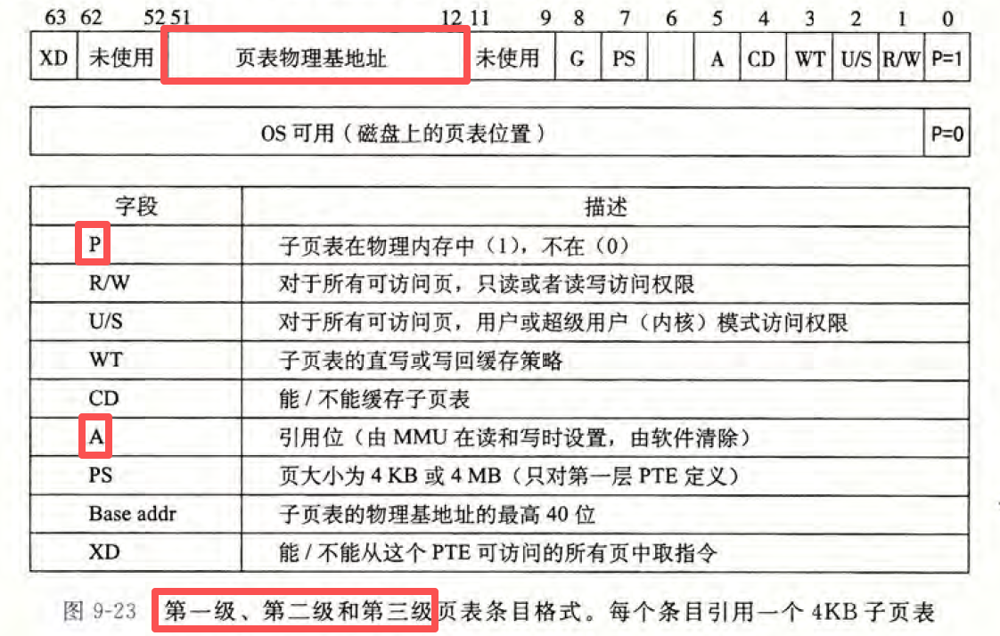 63 62 52 51 12 11 9 8 7 6 5 4 3 2 1 0
XD 未使用 页表物理基地址 未使用 G PS A CD WT U/S R/W P=1
OS 可用（磁盘上的页表位置） P=0
字段 描述
P 子页表在物理内存中（1），不在（0）
R/W 对于所有可访问页，只读或者读写访问权限
U/S 对于所有可访问页，用户或超级用户（内核）模式访问权限
WT 子页表的直写或写回缓存策略
CD 能 / 不能缓存子页表
A 引用位（由 MMU 在读和写时设置，由软件清除）
PS 页大小为 4 KB 或 4 MB（只对第一层 PTE 定义）
Base addr 子页表的物理基地址的最高 40 位
XD 能 / 不能从这个 PTE 可访问的所有页中取指令
图 9-23 第一级、第二级和第三级页表条目格式。每个条目引用一个 4KB 子页表